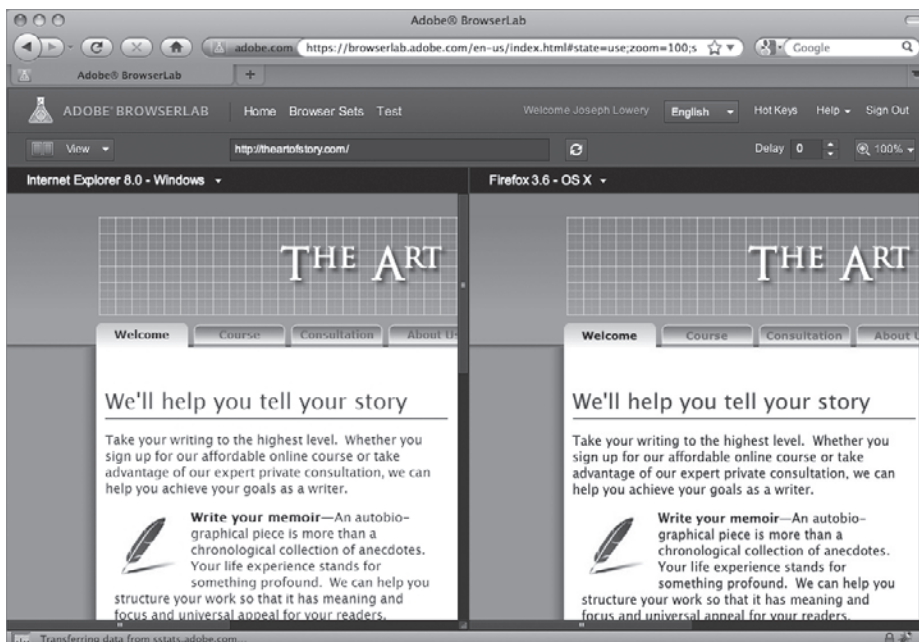 Adobe® BrowserLab
adobe.com https://browserlab.adobe.com/en-us/index.html#state=use;zoom=100;s Google
Adobe® BrowserLab +
ADOBE® BROWSERLAB Home Browser Sets Test Welcome Joseph Lowery English Hot Keys Help Sign Out
View http://theartofstory.com/ Delay 0 100%
Internet Explorer 8.0 - Windows
THE ART
Welcome Course Consultation About Us
We'll help you tell your story
Take your writing to the highest level. Whether you
sign up for our affordable online course or take
advantage of our expert private consultation, we can
help you achieve your goals as a writer.
Write your memoir—An autobio-
graphical piece is more than a
chronological collection of anecdotes.
Your life experience stands for
something profound. We can help you
structure your work so that it has meaning and
focus and universal appeal for your readers.
Firefox 3.6 - OS X
THE ART
Welcome Course Consultation About U
We'll help you tell your story
Take your writing to the highest level. Whether you
sign up for our affordable online course or take
advantage of our expert private consultation, we can
help you achieve your goals as a writer.
Write your memoir—An autobio-
graphical piece is more than a
chronological collection of anecdotes.
Your life experience stands for
something profound. We can help you
structure your work so that it has meaning and
focus and universal appeal for your readers.
Transferring data from sstats.adobe.com...